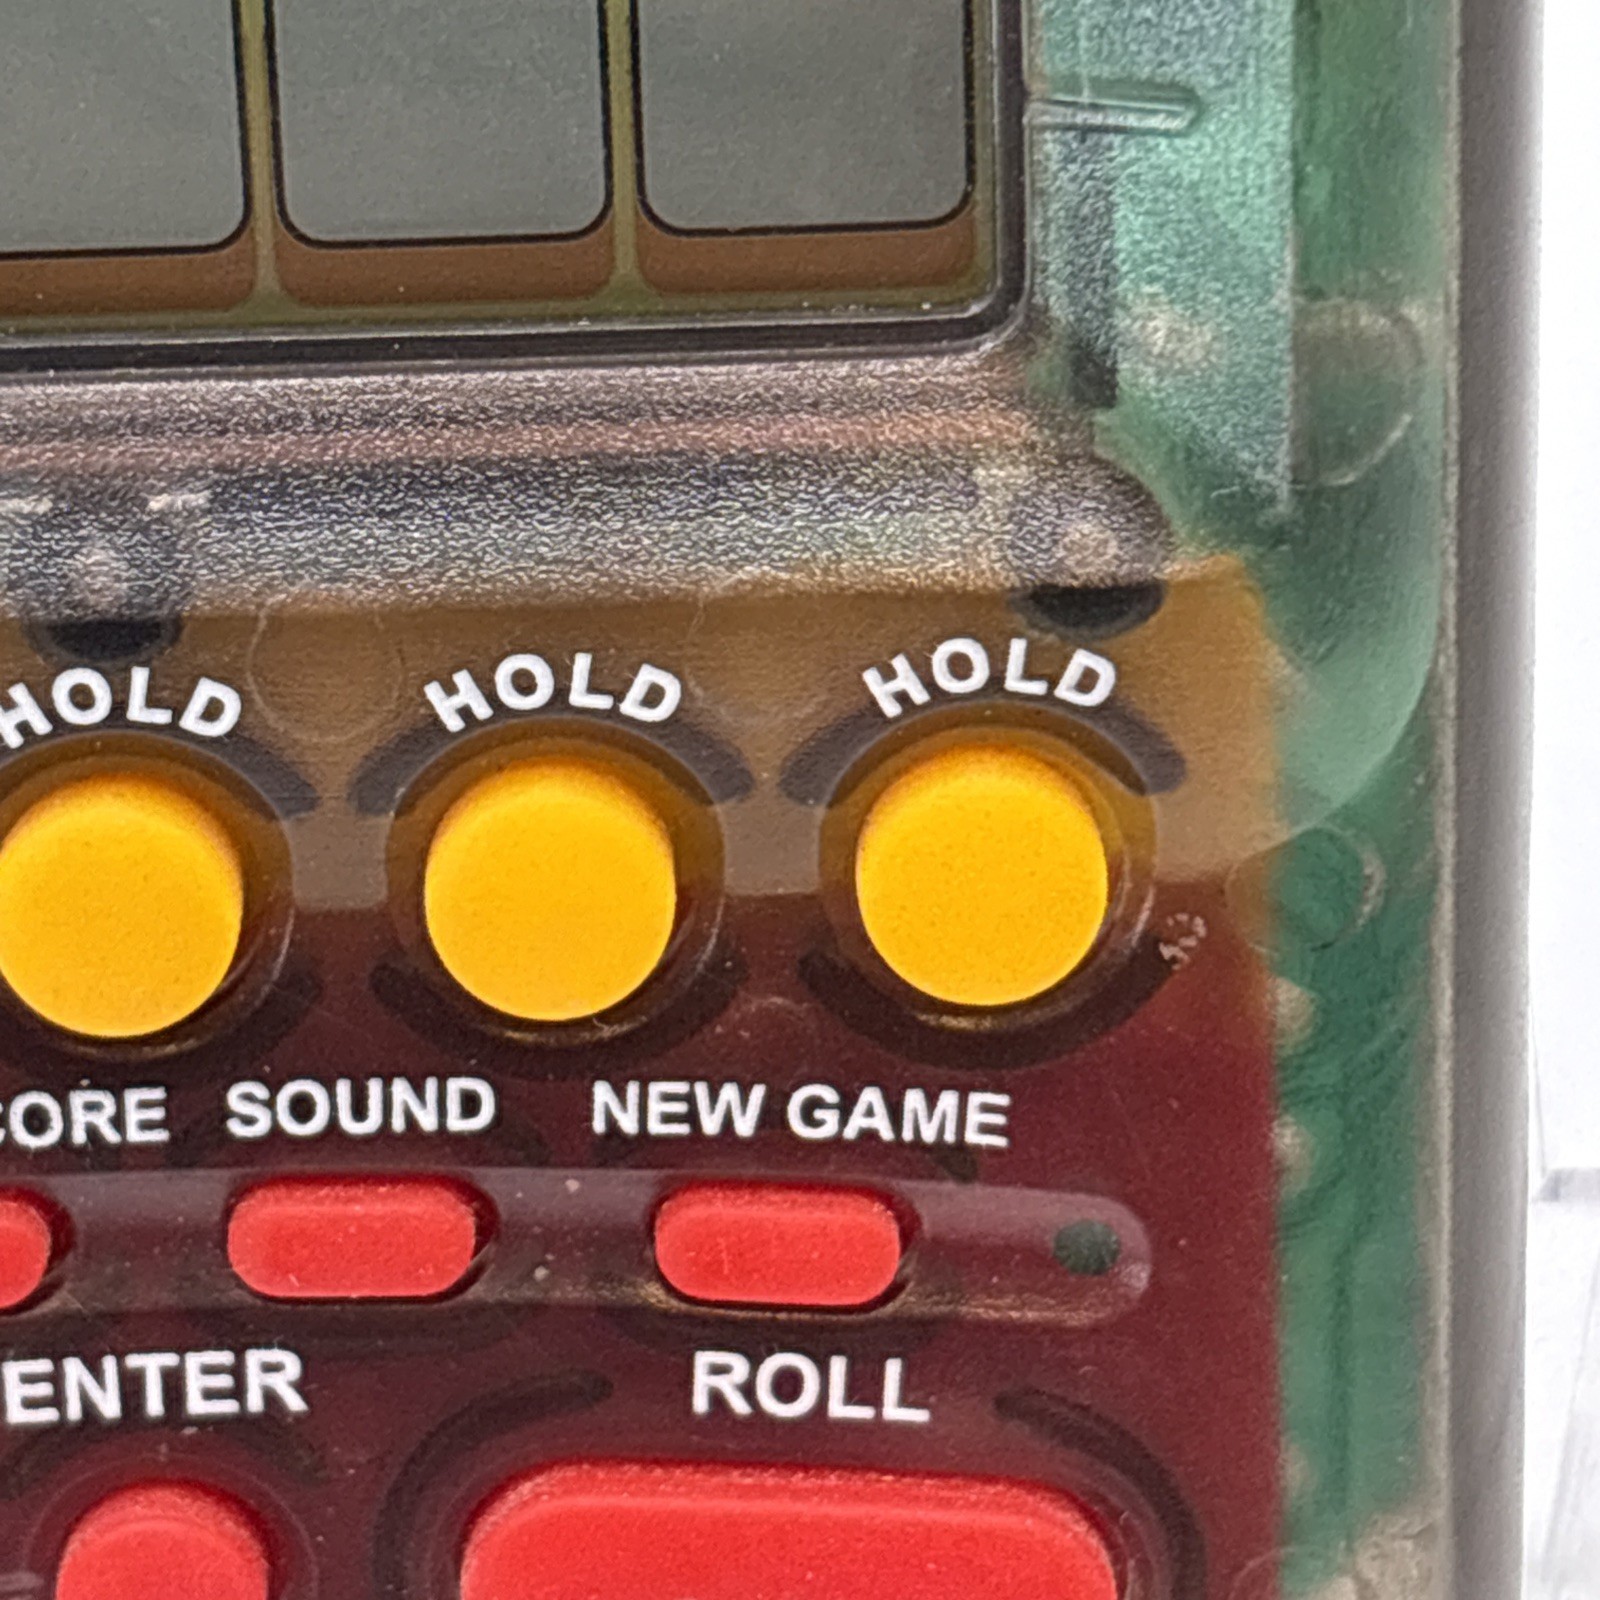 HOLD HOLD HOLD
CORE SOUND NEW GAME
ENTER ROLL